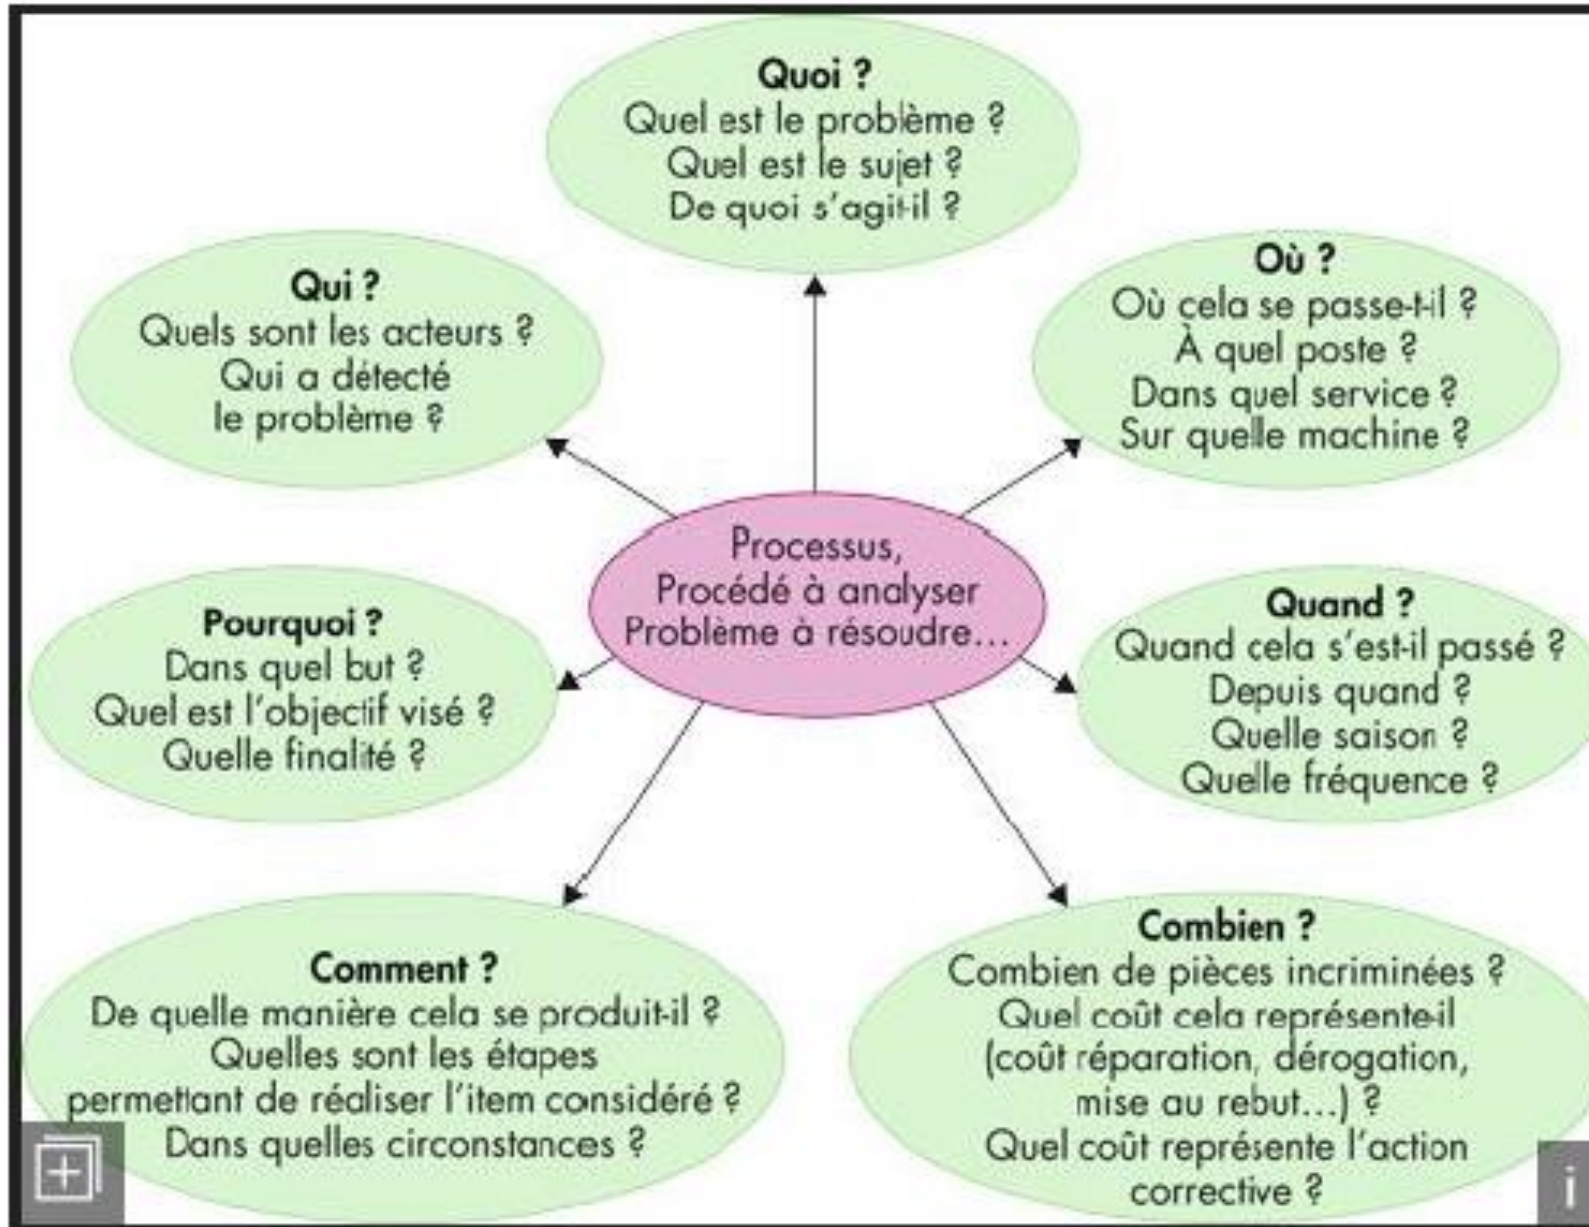 Quoi ?
Quel est le problème ?
Quel est le sujet ?
De quoi s'agit-il ?
Qui ?
Quels sont les acteurs ?
Qui a détecté
le problème ?
Où ?
Où cela se passe-t-il ?
À quel poste ?
Dans quel service ?
Sur quelle machine ?
Processus,
Procédé à analyser
Problème à résoudre...
Pourquoi ?
Dans quel but ?
Quel est l'objectif visé ?
Quelle finalité ?
Quand ?
Quand cela s'est-il passé ?
Depuis quand ?
Quelle saison ?
Quelle fréquence ?
Comment ?
De quelle manière cela se produit-il ?
Quelles sont les étapes
permettant de réaliser l'item considéré ?
Dans quelles circonstances ?
Combien ?
Combien de pièces incriminées ?
Quel coût cela représente-il
(coût réparation, dérogation,
mise au rebut...) ?
Quel coût représente l'action
corrective ?
i